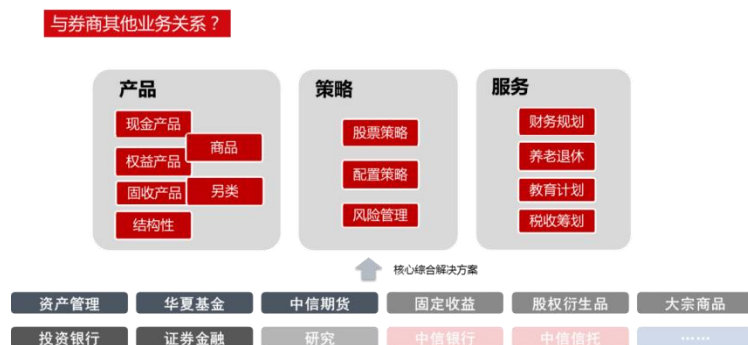 与券商其他业务关系？
产品
现金产品
商品
权益产品
固收产品
另类
结构性
策略
股票策略
配置策略
风险管理
服务
财务规划
养老退休
教育计划
税收筹划
核心综合解决方案
资产管理 华夏基金 中信期货 固定收益 股权衍生品 大宗商品
投资银行 证券金融 研究 中信银行 中信信托 ……